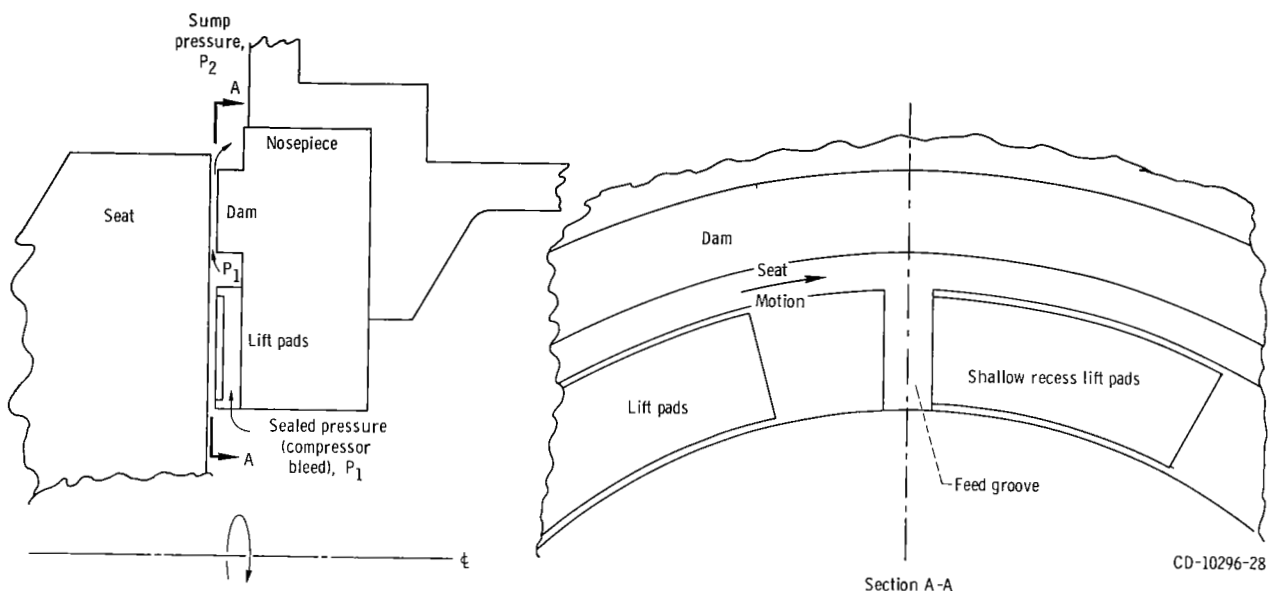 Sump
pressure,
P2
A
Nosepiece
Seat
Dam
P1
Lift pads
Sealed pressure
(compressor
bleed), P1
A
℄
Dam
Seat
Motion
Lift pads
Shallow recess lift pads
Feed groove
Section A-A
CD-10296-28